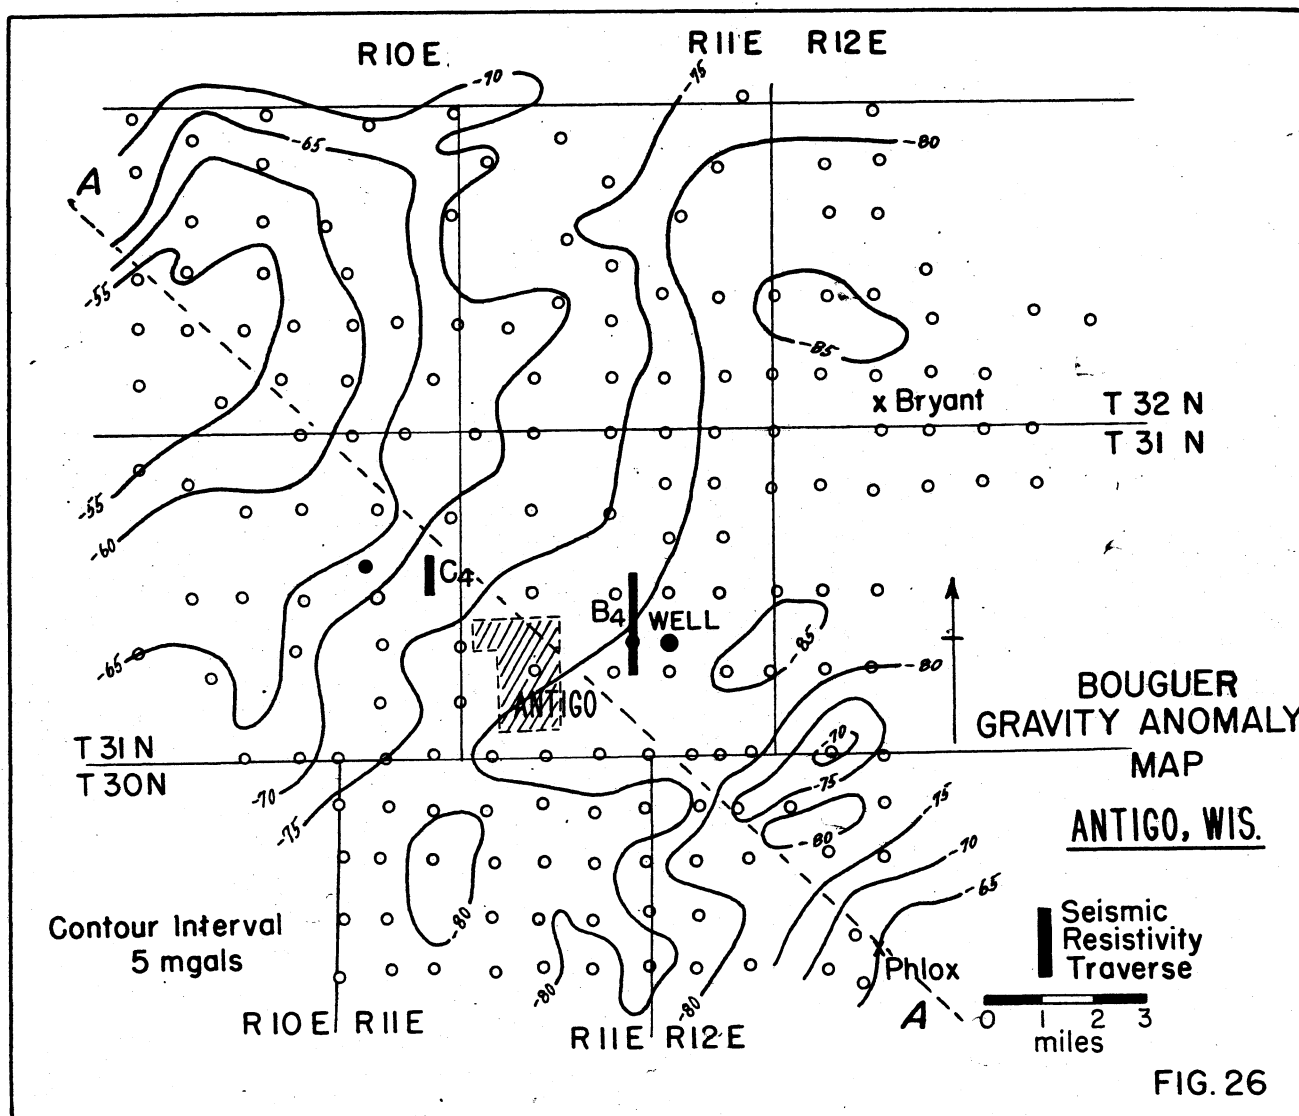 R10E
R11E R12E
-70
-75
-65
-80
A
-55
-85
x Bryant
T 32 N
T 31 N
-55
-60
C4
B4
WELL
-85
-65
-80
ANTIGO
BOUGUER
GRAVITY ANOMALY
MAP
T 31 N
T 30 N
-70
-70
-75
-75
-75
-80
ANTIGO, WIS.
-70
-65
-80
Contour Interval
5 mgals
Seismic
Resistivity
Traverse
Phlox
-80
-80
A
0 1 2 3
miles
R10E R11E
R11E R12E
FIG. 26